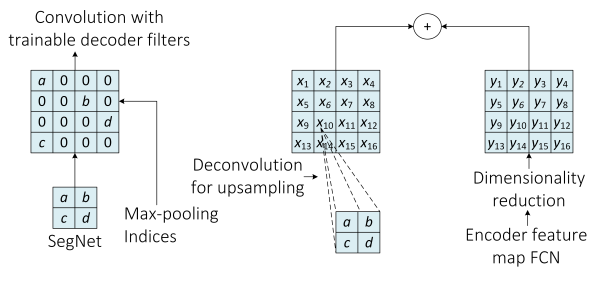 Convolution with
trainable decoder filters
a 0 0 0
0 0 b 0
0 0 0 d
c 0 0 0
a b
c d
SegNet
Max-pooling
Indices
+
x1 x2 x3 x4
x5 x6 x7 x8
x9 x10 x11 x12
x13 x14 x15 x16
Deconvolution
for upsampling
a b
c d
y1 y2 y3 y4
y5 y6 y7 y8
y9 y10 y11 y12
y13 y14 y15 y16
Dimensionality
reduction
Encoder feature
map FCN